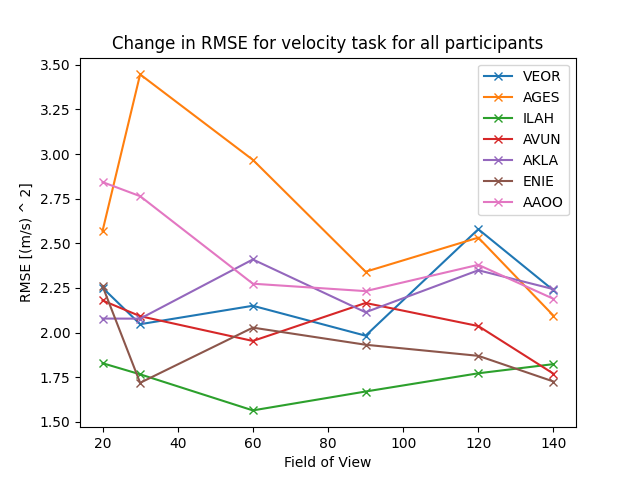 Change in RMSE for velocity task for all participants
RMSE [(m/s) ^ 2]
3.50
3.25
3.00
2.75
2.50
2.25
2.00
1.75
1.50
VEOR
AGES
ILAH
AVUN
AKLA
ENIE
AAOO
20 40 60 80 100 120 140
Field of View